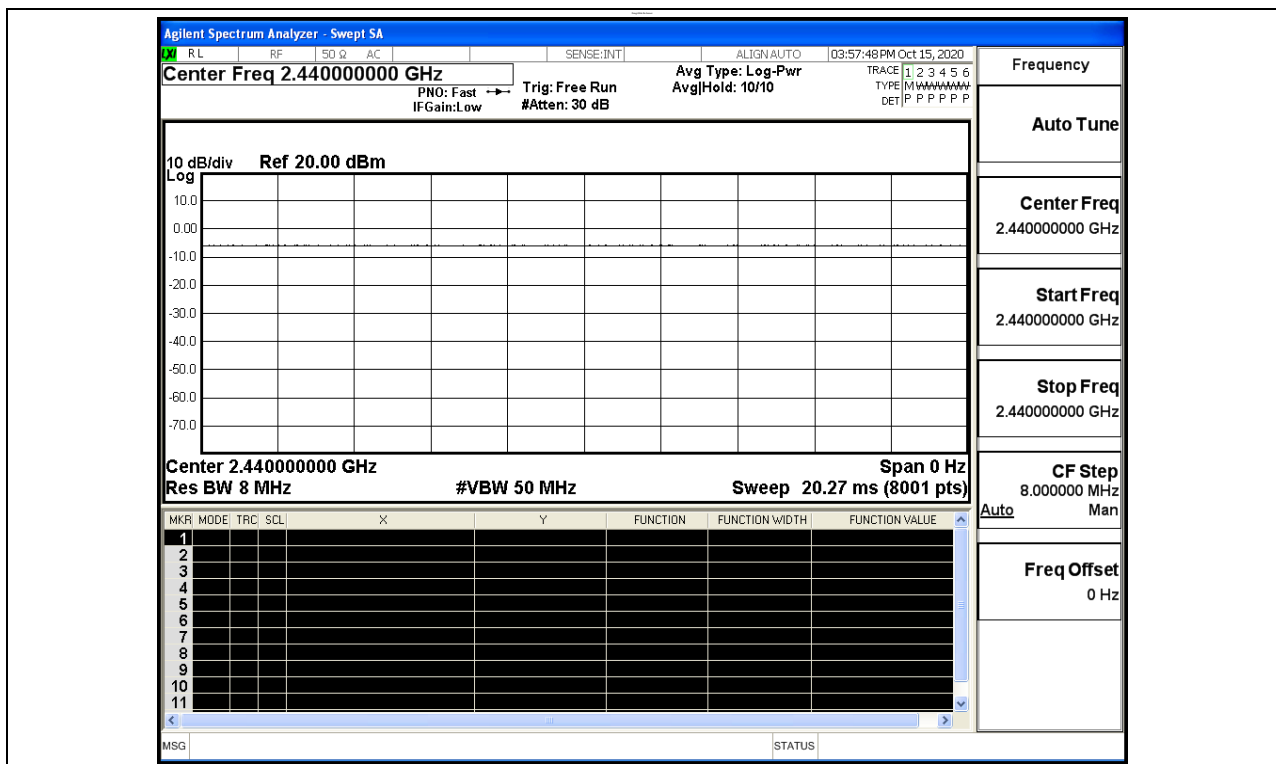 Agilent Spectrum Analyzer - Swept SA
LXI RL RF 50 Ω AC SENSE:INT ALIGN AUTO 03:57:48 PM Oct 15, 2020
Center Freq 2.440000000 GHz
PNO: Fast
IFGain:Low
Trig: Free Run
#Atten: 30 dB
Avg Type: Log-Pwr
Avg|Hold: 10/10
TRACE 1 2 3 4 5 6
TYPE M WWWWW
DET P P P P P P
10 dB/div Ref 20.00 dBm
Log
10.0
0.00
-10.0
-20.0
-30.0
-40.0
-50.0
-60.0
-70.0
Center 2.440000000 GHz Span 0 Hz
Res BW 8 MHz #VBW 50 MHz Sweep 20.27 ms (8001 pts)
MKR MODE TRC SCL X Y FUNCTION FUNCTION WIDTH FUNCTION VALUE
1
2
3
4
5
6
7
8
9
10
11
MSG STATUS
Frequency
Auto Tune
Center Freq
2.440000000 GHz
Start Freq
2.440000000 GHz
Stop Freq
2.440000000 GHz
CF Step
8.000000 MHz
Auto Man
Freq Offset
0 Hz